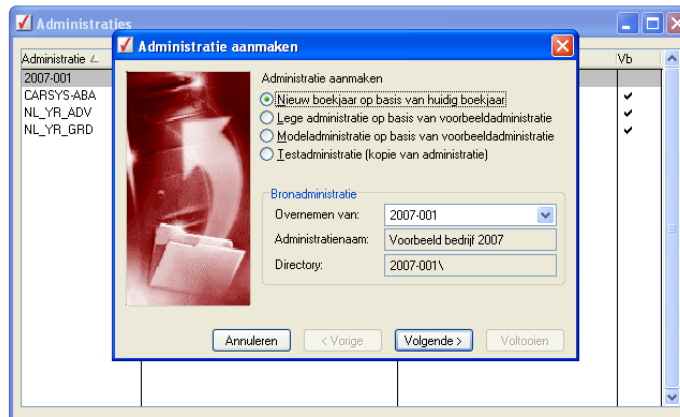 Administraties
Administratie
Vb
2007-001
CARSYS-ABA
NL_YR_ADV
NL_YR_GRD
Administratie aanmaken
Administratie aanmaken
Nieuw boekjaar op basis van huidig boekjaar
Lege administratie op basis van voorbeeldadministratie
Modeladministratie op basis van voorbeeldadministratie
Testadministratie (kopie van administratie)
Bronadministratie
Overnemen van: 2007-001
Administratienaam: Voorbeeld bedrijf 2007
Directory: 2007-001\
Annuleren < Vorige Volgende > Voltooien